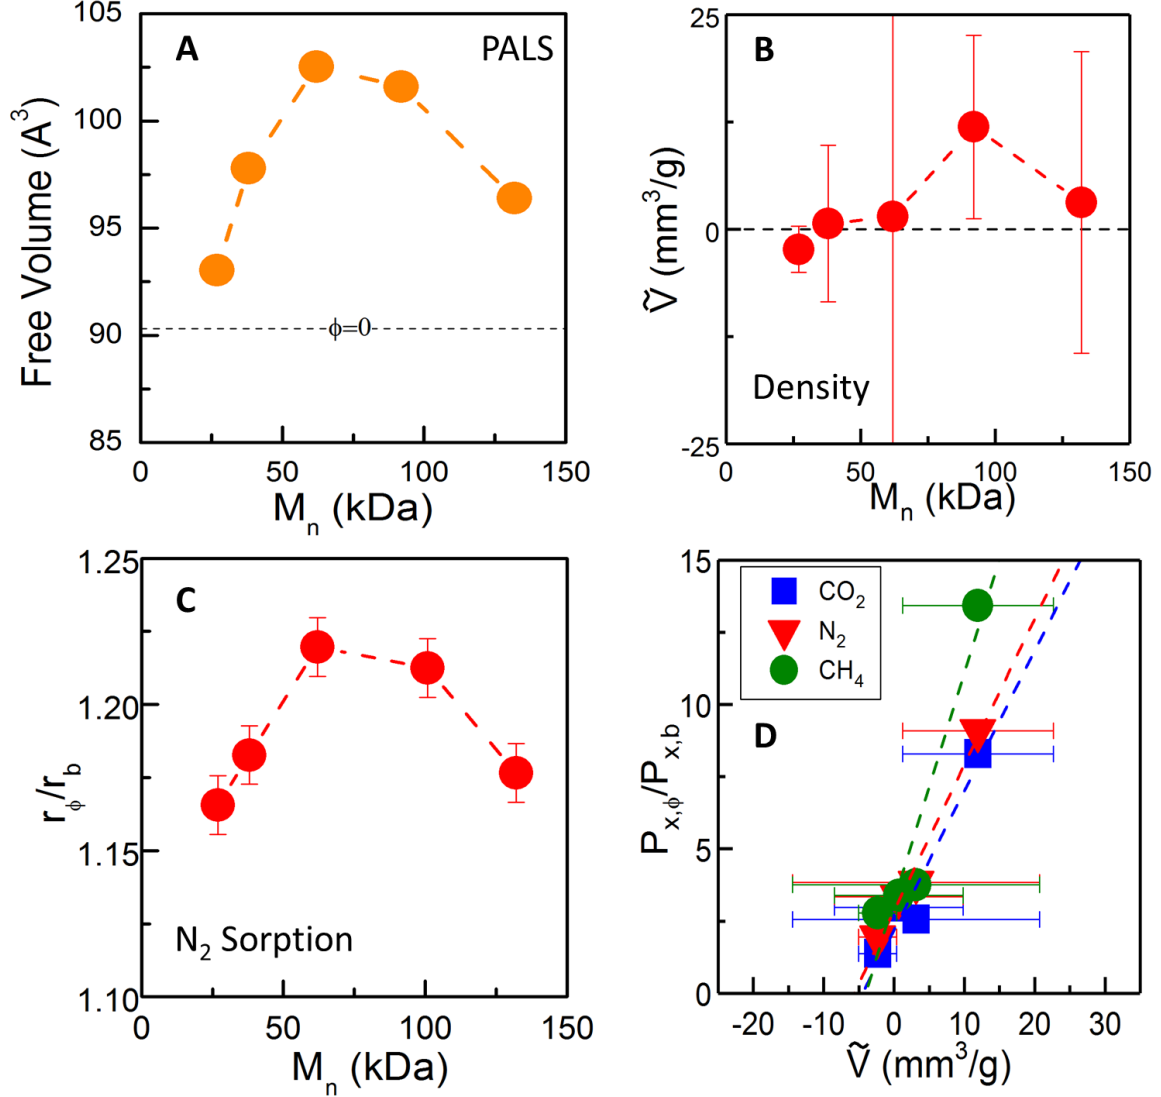 A
PALS
105
100
95
90
85
ϕ=0
Free Volume (A³)
0 50 100 150
Mₙ (kDa)
B
25
0
-25
Ṽ (mm³/g)
Density
0 50 100 150
Mₙ (kDa)
C
1.25
1.20
1.15
1.10
r_ϕ/r_b
N₂ Sorption
0 50 100 150
Mₙ (kDa)
15
10
5
0
CO₂
N₂
CH₄
D
P_x,ϕ/P_x,b
-20 -10 0 10 20 30
Ṽ (mm³/g)